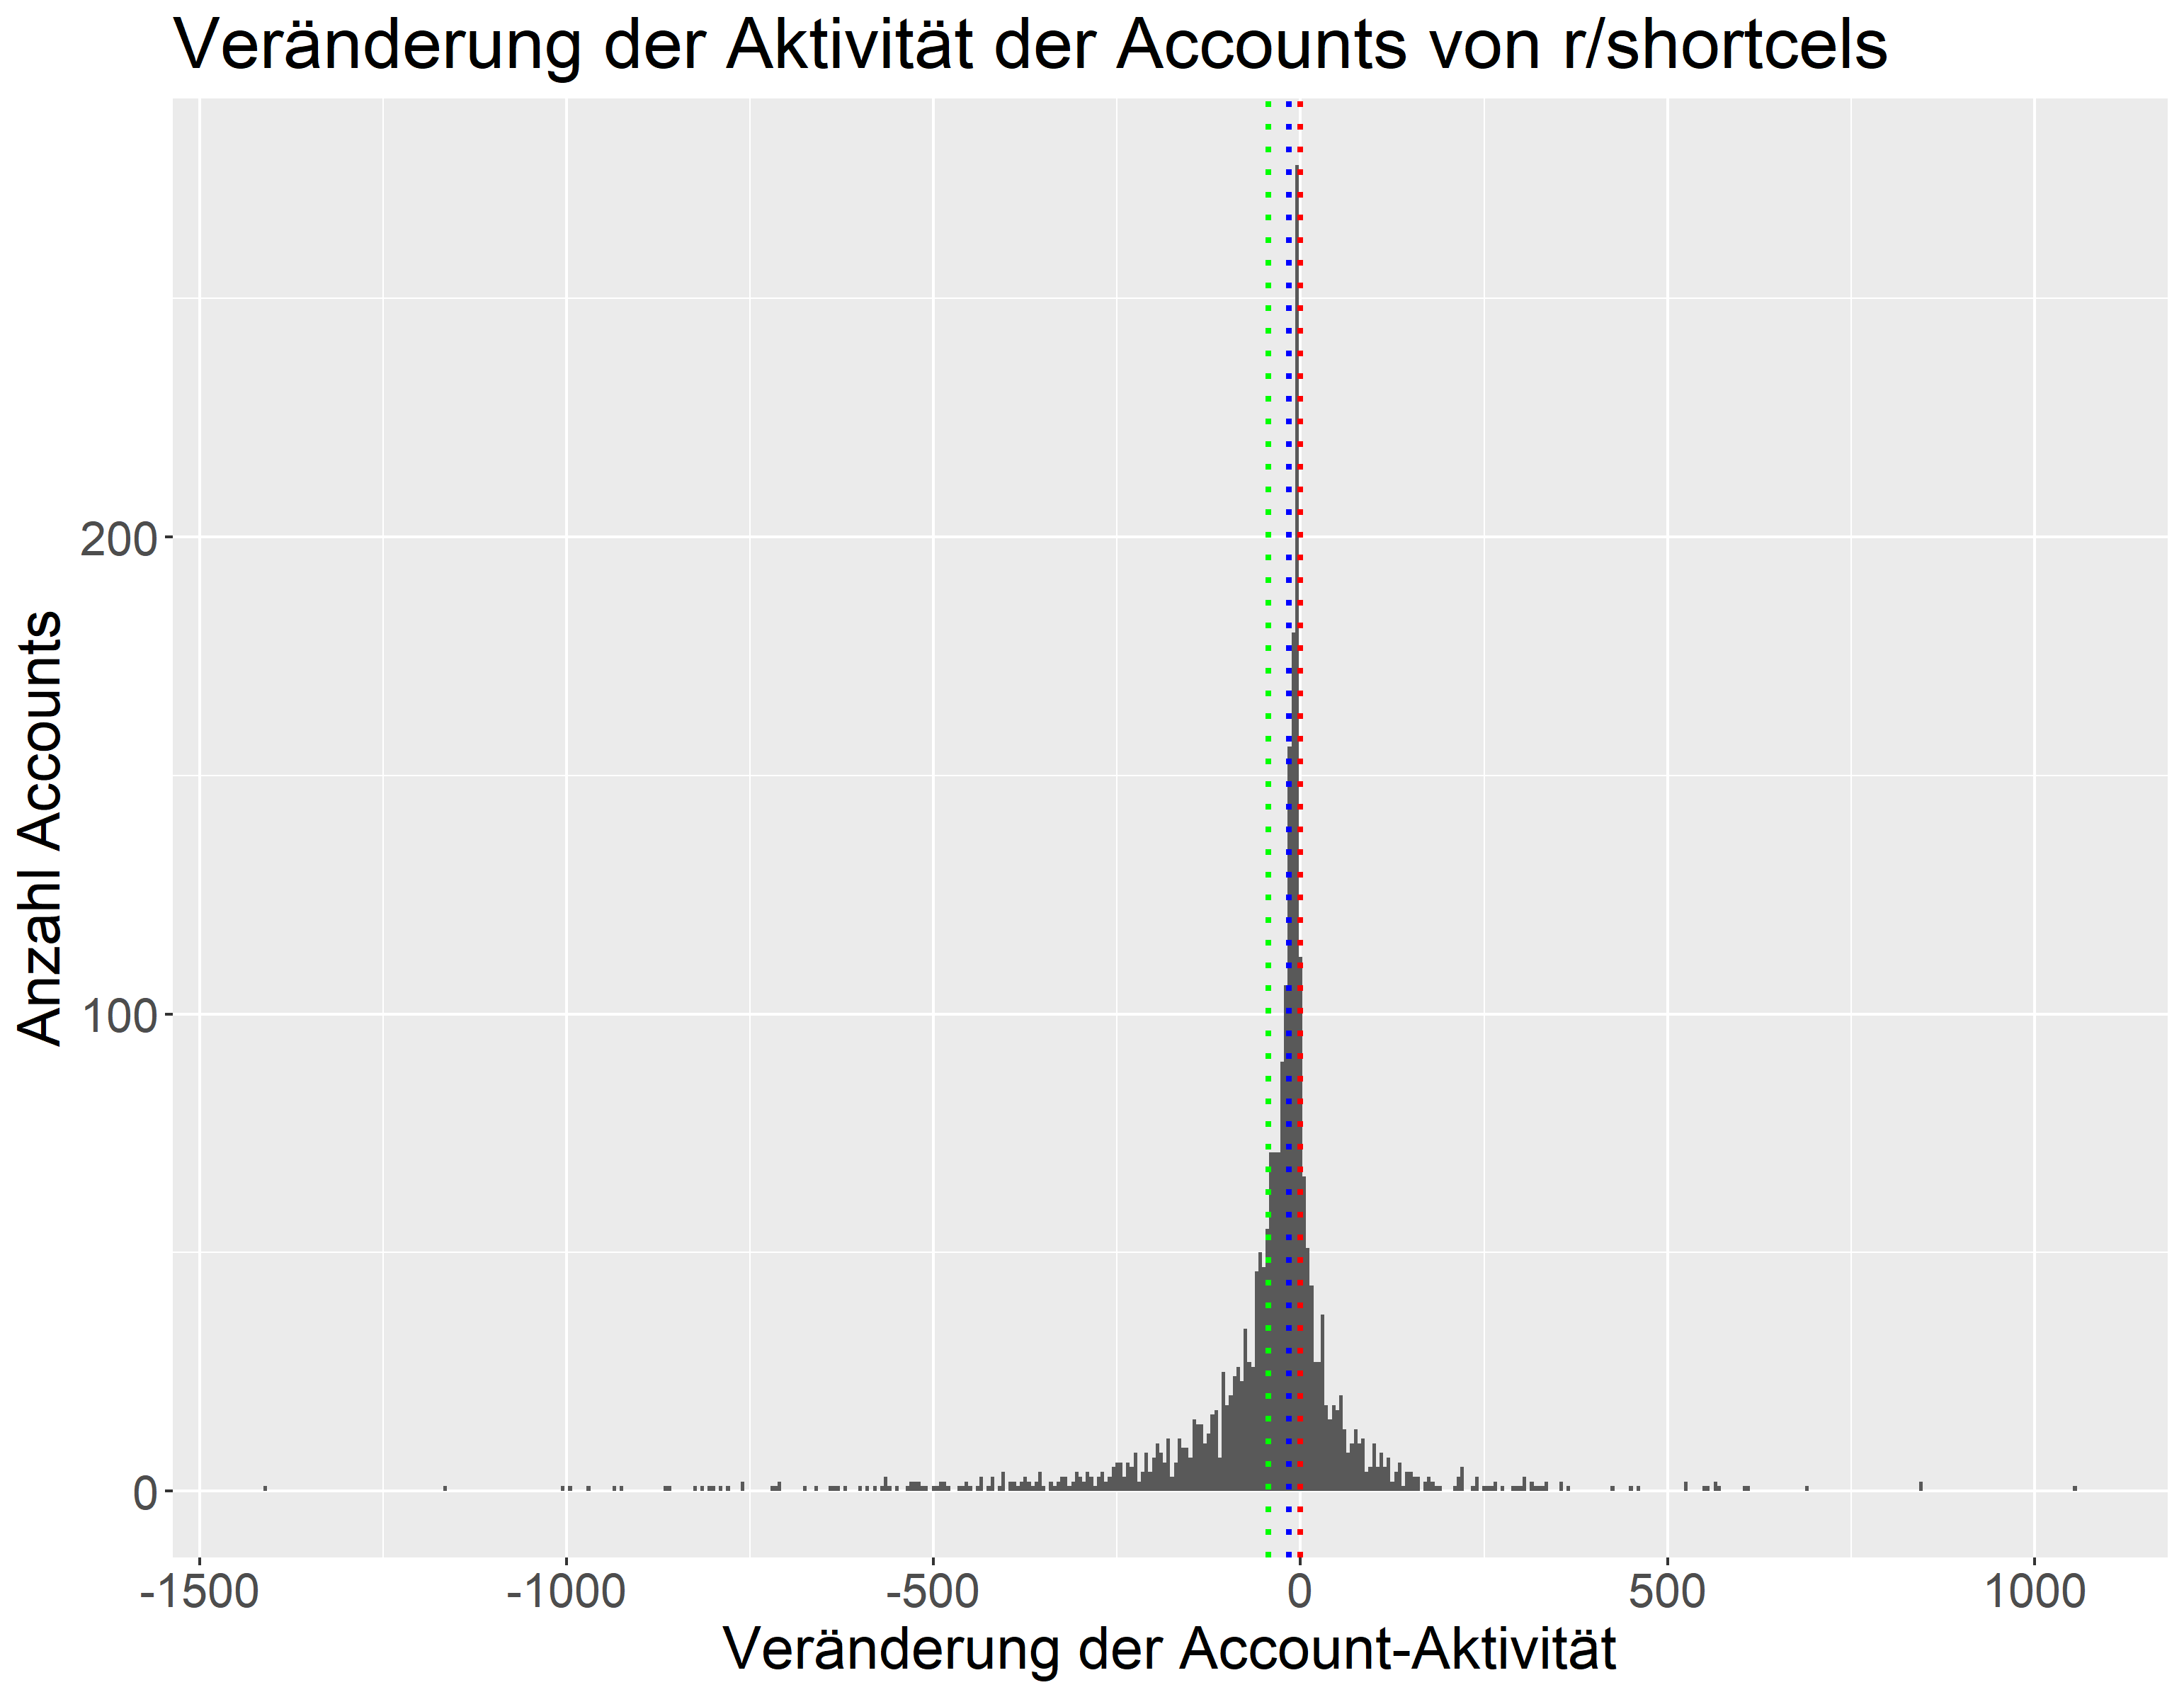 Veränderung der Aktivität der Accounts von r/shortcels
Anzahl Accounts
200
100
0
-1500 -1000 -500 0 500 1000
Veränderung der Account-Aktivität